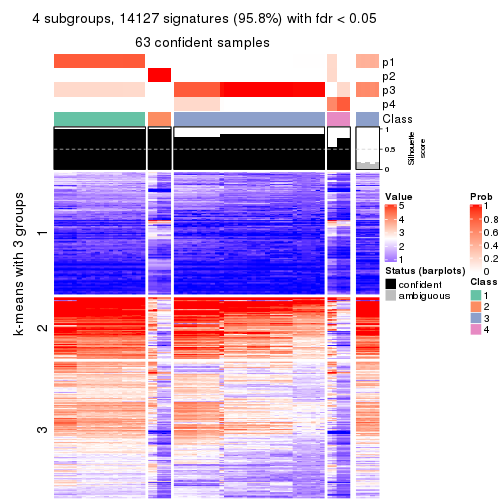 4 subgroups, 14127 signatures (95.8%) with fdr < 0.05
63 confident samples
p1
p2
p3
p4
Class
1
0.5
0
Silhouette
score
k-means with 3 groups
1
2
3
Value
5
4
3
2
1
Status (barplots)
confident
ambiguous
Prob
1
0.8
0.6
0.4
0.2
0
Class
1
2
3
4